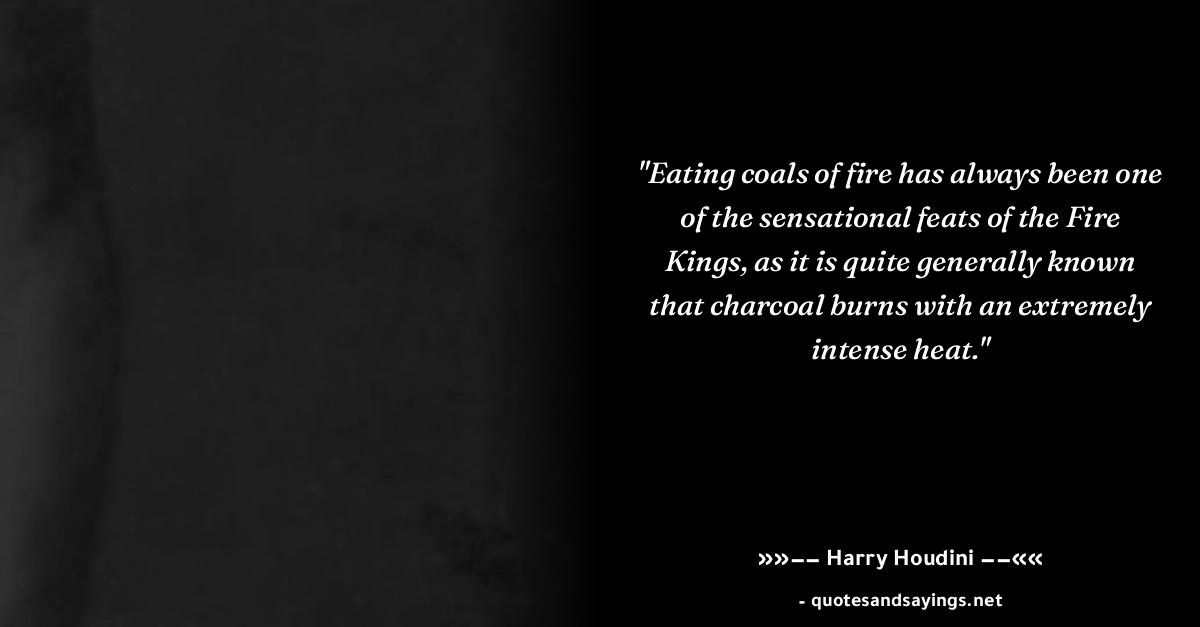 "Eating coals of fire has always been one
of the sensational feats of the Fire
Kings, as it is quite generally known
that charcoal burns with an extremely
intense heat."
»»−− Harry Houdini −−««
- quotesandsayings.net